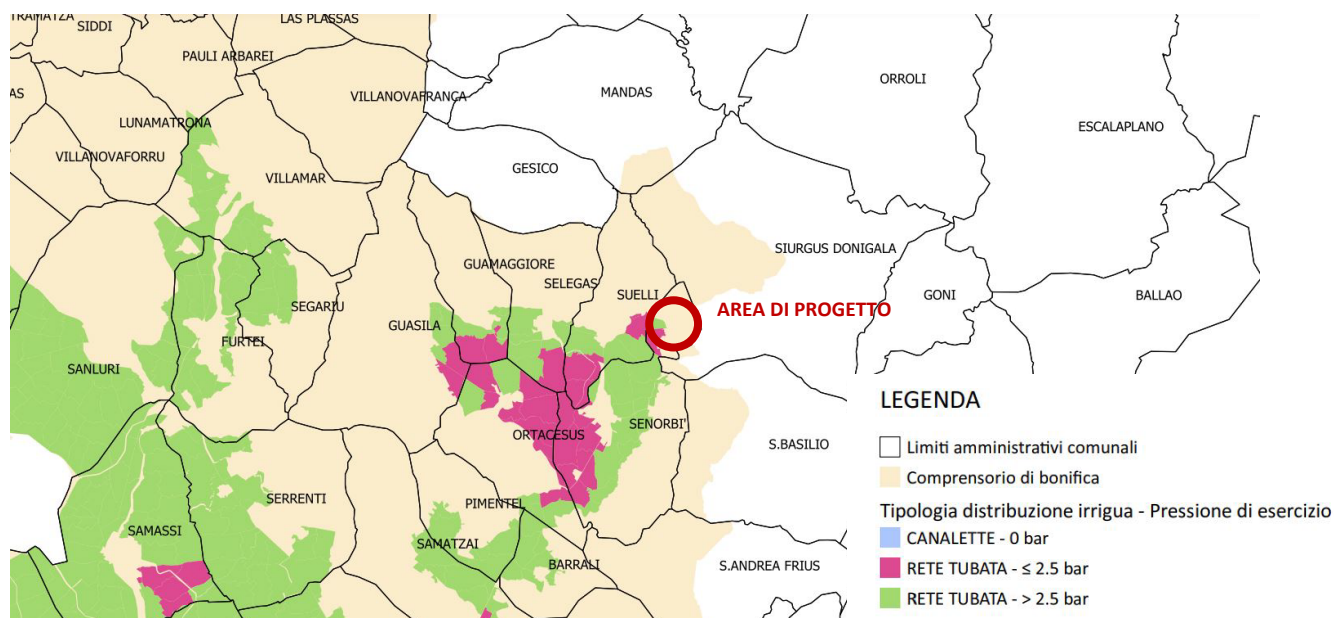 TRAMATZA
SIDDI
LAS PLASSAS
PAULI ARBAREI
ORROLI
AS
VILLANOVAFRANCA
MANDAS
LUNAMATRONA
ESCALAPLANO
VILLANOVAFORRU
GESICO
VILLAMAR
SIURGUS DONIGALA
GUAMAGGIORE
SELEGAS
SUELLI
GONI
BALLAO
SEGARIU
AREA DI PROGETTO
GUASILA
FURTEI
SANLURI
LEGENDA
SENORBI'
ORTACESUS
S.BASILIO
Limiti amministrativi comunali
Comprensorio di bonifica
SERRENTI
PIMENTEL
Tipologia distribuzione irrigua - Pressione di esercizio
SAMASSI
CANALETTE - 0 bar
SAMATZAI
BARRALI
S.ANDREA FRIUS
RETE TUBATA - ≤ 2.5 bar
RETE TUBATA - > 2.5 bar